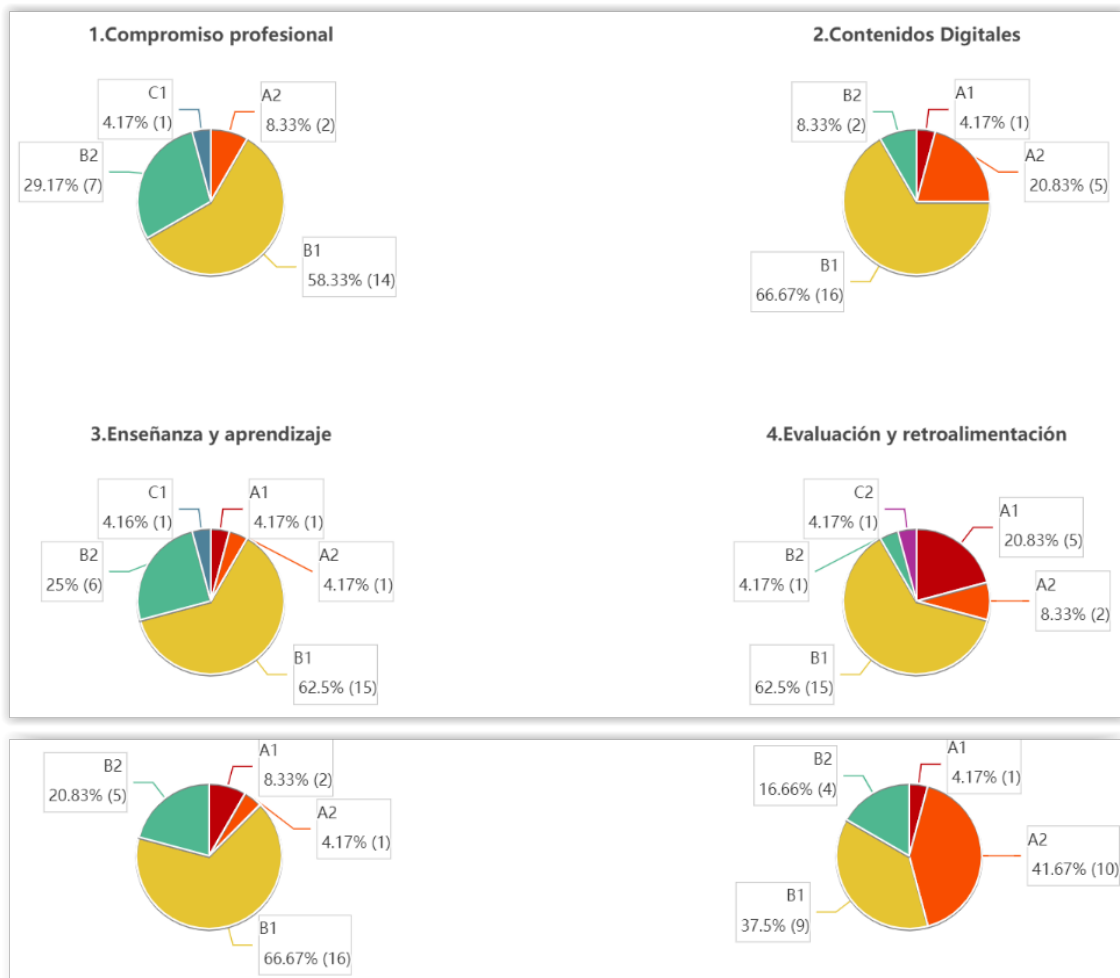 1.Compromiso profesional
C1
4.17% (1)
A2
8.33% (2)
B2
29.17% (7)
B1
58.33% (14)
2.Contenidos Digitales
B2
8.33% (2)
A1
4.17% (1)
A2
20.83% (5)
B1
66.67% (16)
3.Enseñanza y aprendizaje
C1
4.16% (1)
A1
4.17% (1)
B2
25% (6)
A2
4.17% (1)
B1
62.5% (15)
4.Evaluación y retroalimentación
C2
4.17% (1)
A1
20.83% (5)
B2
4.17% (1)
A2
8.33% (2)
B1
62.5% (15)
B2
20.83% (5)
A1
8.33% (2)
A2
4.17% (1)
B1
66.67% (16)
B2
16.66% (4)
A1
4.17% (1)
A2
41.67% (10)
B1
37.5% (9)